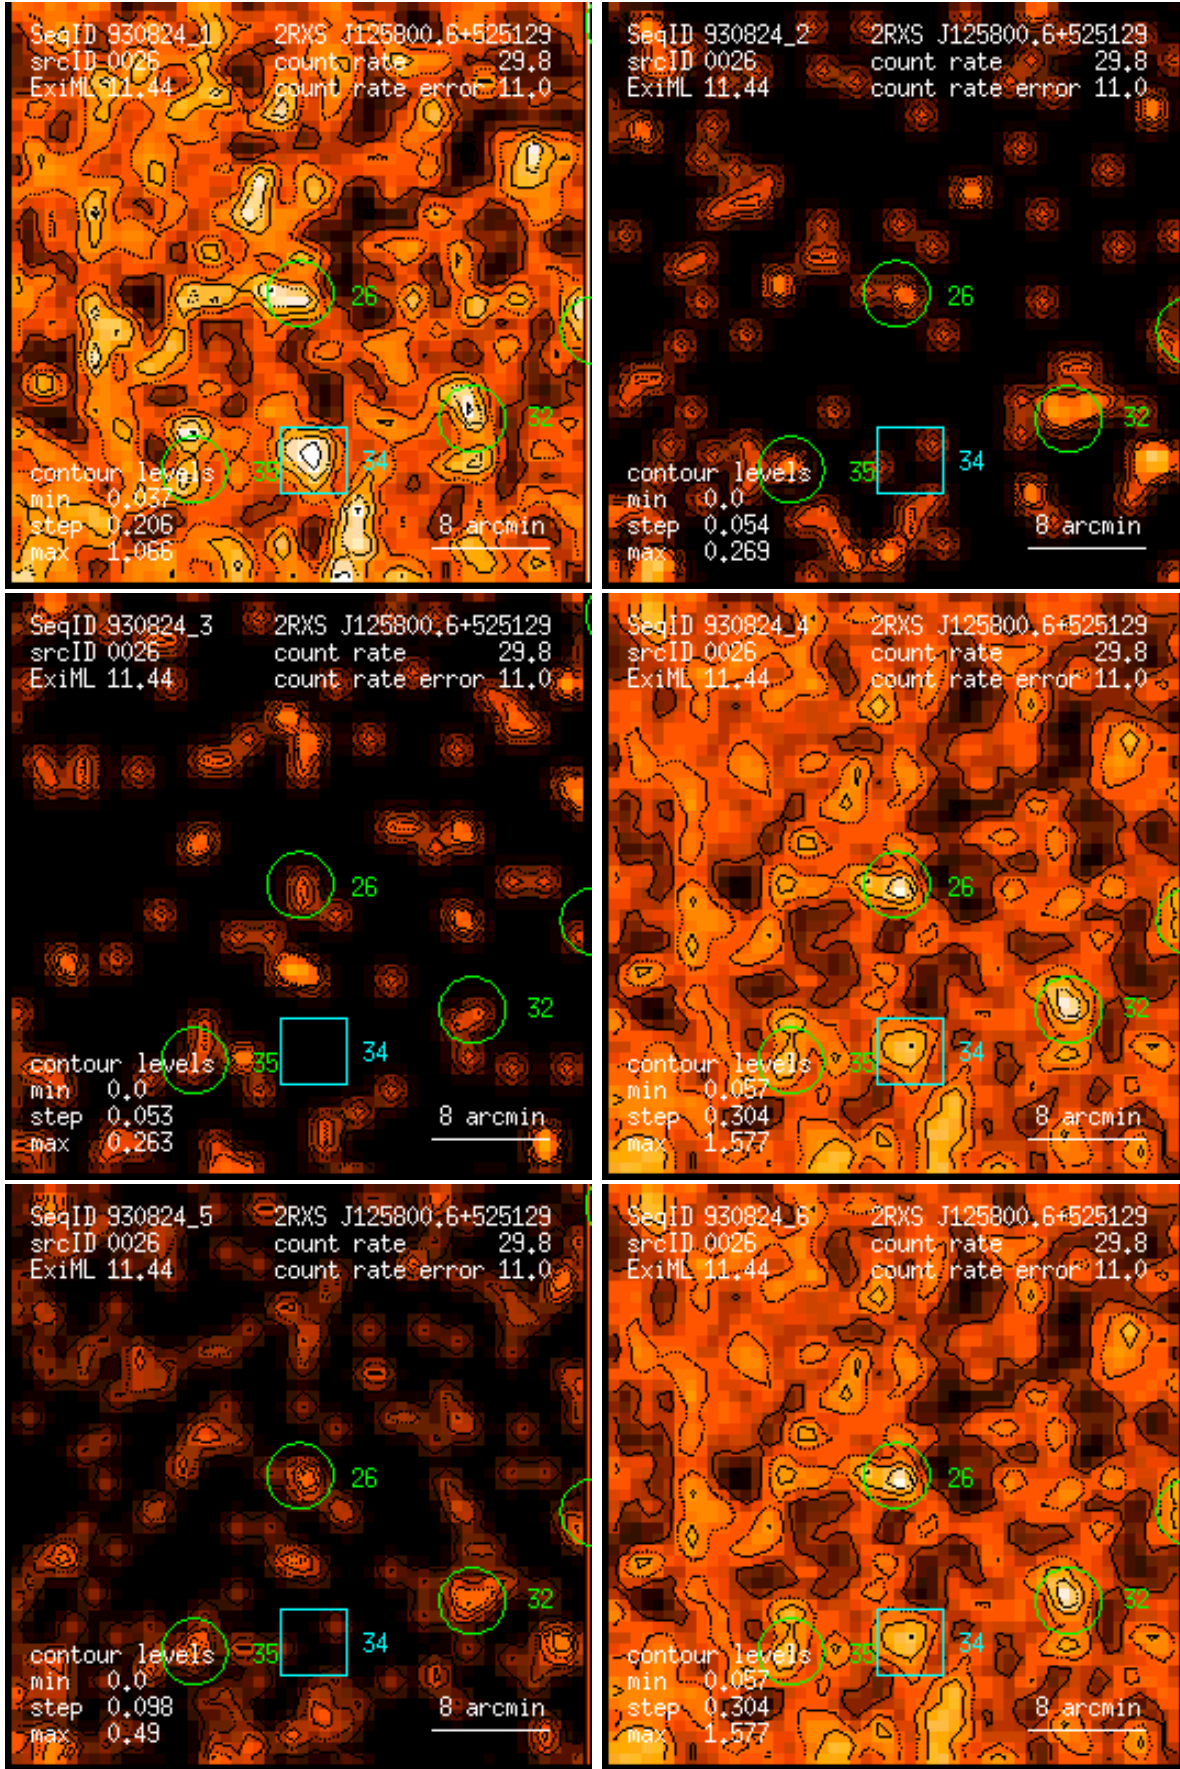 SeqID 930824_1 2RXS J125800.6+525129
srcID 0026 count rate 29.8
ExiML 11.44 count rate error 11.0
26
32
35 34
contour levels
min 0.037
step 0.206 8 arcmin
max 1.066
SeqID 930824_2 2RXS J125800.6+525129
srcID 0026 count rate 29.8
ExiML 11.44 count rate error 11.0
26
32
35 34
contour levels
min 0.0
step 0.054 8 arcmin
max 0.269
SeqID 930824_3 2RXS J125800.6+525129
srcID 0026 count rate 29.8
ExiML 11.44 count rate error 11.0
26
32
35 34
contour levels
min 0.0
step 0.053 8 arcmin
max 0.263
SeqID 930824_4 2RXS J125800.6+525129
srcID 0026 count rate 29.8
ExiML 11.44 count rate error 11.0
26
32
35 34
contour levels
min 0.057
step 0.304 8 arcmin
max 1.577
SeqID 930824_5 2RXS J125800.6+525129
srcID 0026 count rate 29.8
ExiML 11.44 count rate error 11.0
26
32
35 34
contour levels
min 0.0
step 0.098 8 arcmin
max 0.49
SeqID 930824_6 2RXS J125800.6+525129
srcID 0026 count rate 29.8
ExiML 11.44 count rate error 11.0
26
32
35 34
contour levels
min 0.057
step 0.304 8 arcmin
max 1.577